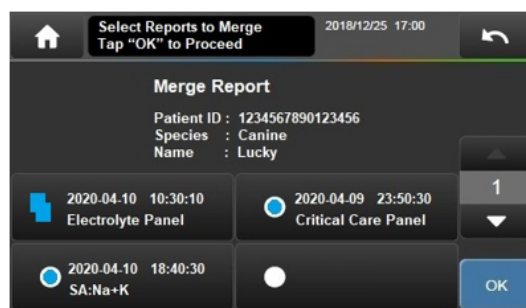 Select Reports to Merge
Tap “OK” to Proceed
2018/12/25 17:00
Merge Report
Patient ID : 1234567890123456
Species : Canine
Name : Lucky
2020-04-10 10:30:10
Electrolyte Panel
2020-04-09 23:50:30
Critical Care Panel
1
2020-04-10 18:40:30
SA:Na+K
OK